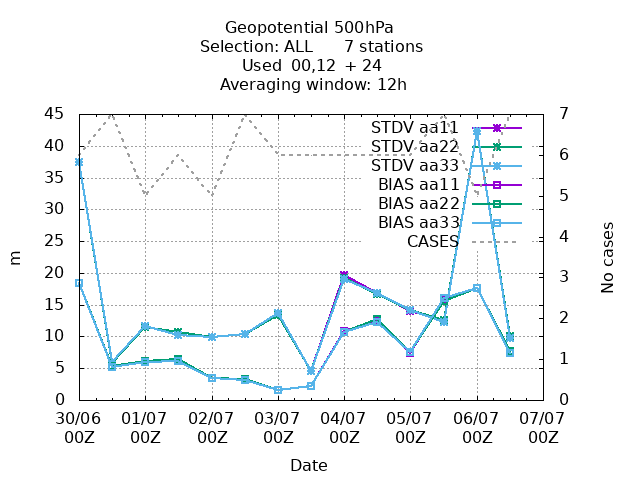 Geopotential 500hPa
Selection: ALL 7 stations
Used 00,12 + 24
Averaging window: 12h
45
40
35
30
25
20
15
10
5
0
m
7
6
5
4
3
2
1
0
No cases
STDV aa11
STDV aa22
STDV aa33
BIAS aa11
BIAS aa22
BIAS aa33
CASES
30/06 01/07 02/07 03/07 04/07 05/07 06/07 07/07
00Z 00Z 00Z 00Z 00Z 00Z 00Z 00Z
Date